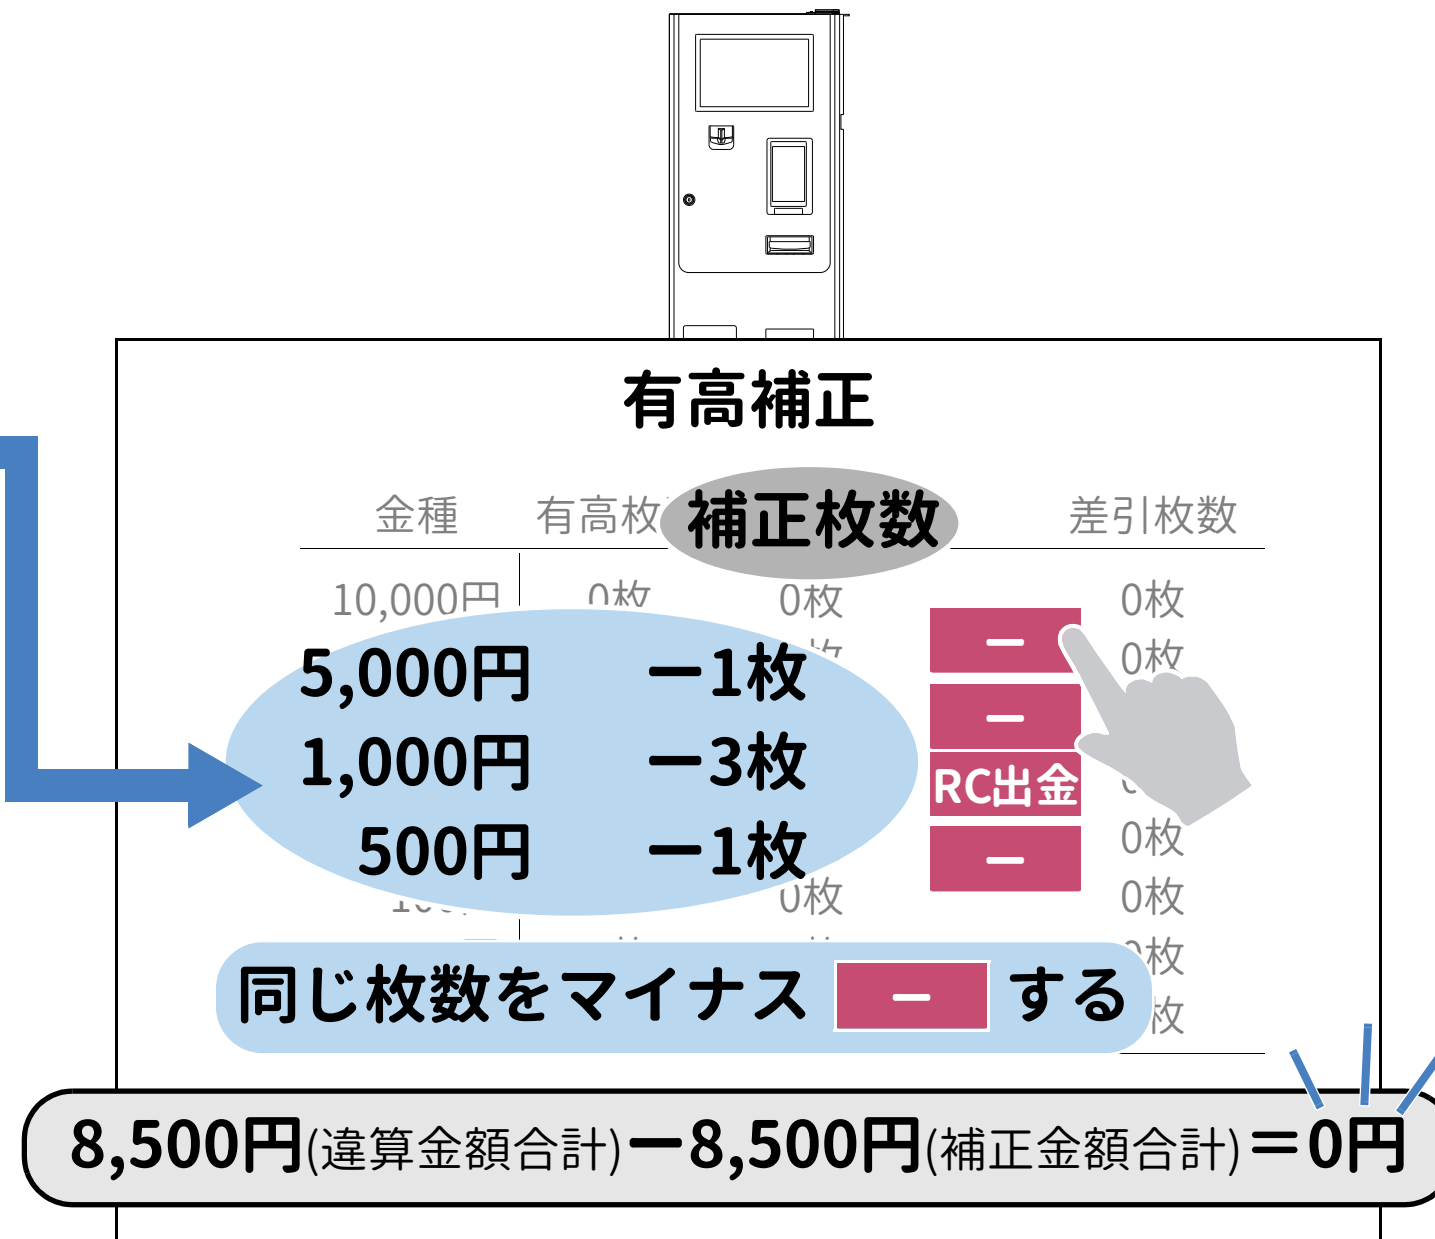 有高補正
金種 有高枚 補正枚数 差引枚数
10,000円 0枚 0枚 0枚
5,000円 ー1枚 － 0枚
1,000円 ー3枚 －
RC出金
500円 ー1枚 － 0枚
0枚 0枚
同じ枚数をマイナス － する
枚
枚
8,500円(違算金額合計)ー8,500円(補正金額合計)＝0円